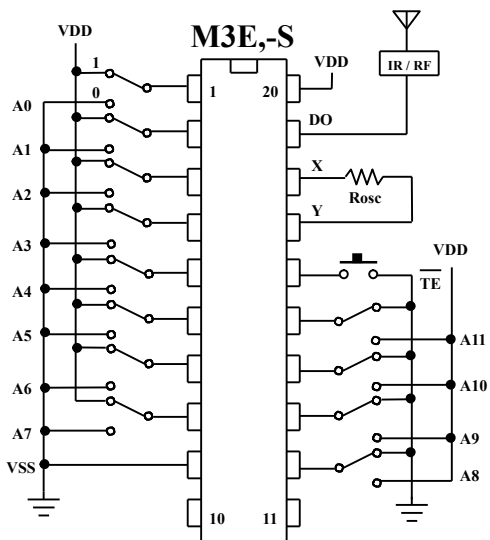 VDD
M3E,-S
VDD
IR / RF
1
0
1
20
DO
A0
A1
X
Rosc
A2
Y
A3
VDD
TE
A4
A11
A5
A10
A6
A9
A7
A8
VSS
10
11